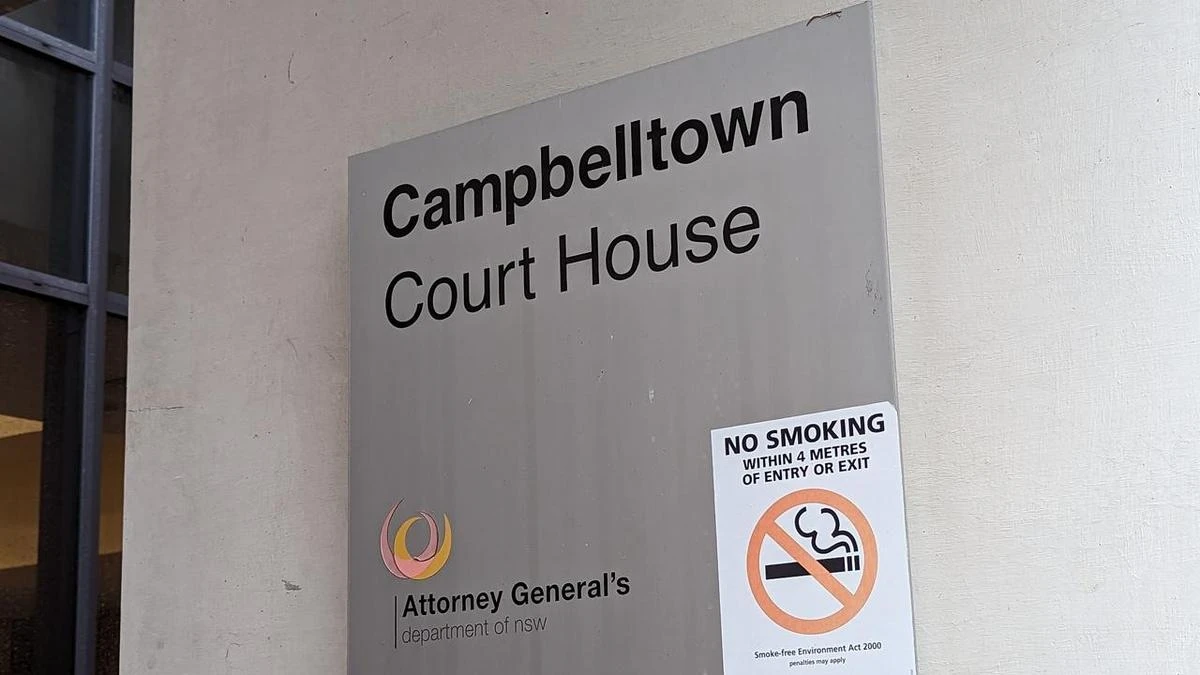 Campbelltown
Court House
Attorney General's
department of nsw
NO SMOKING
WITHIN 4 METRES
OF ENTRY OR EXIT
Smoke-free Environment Act 2000
penalties may apply